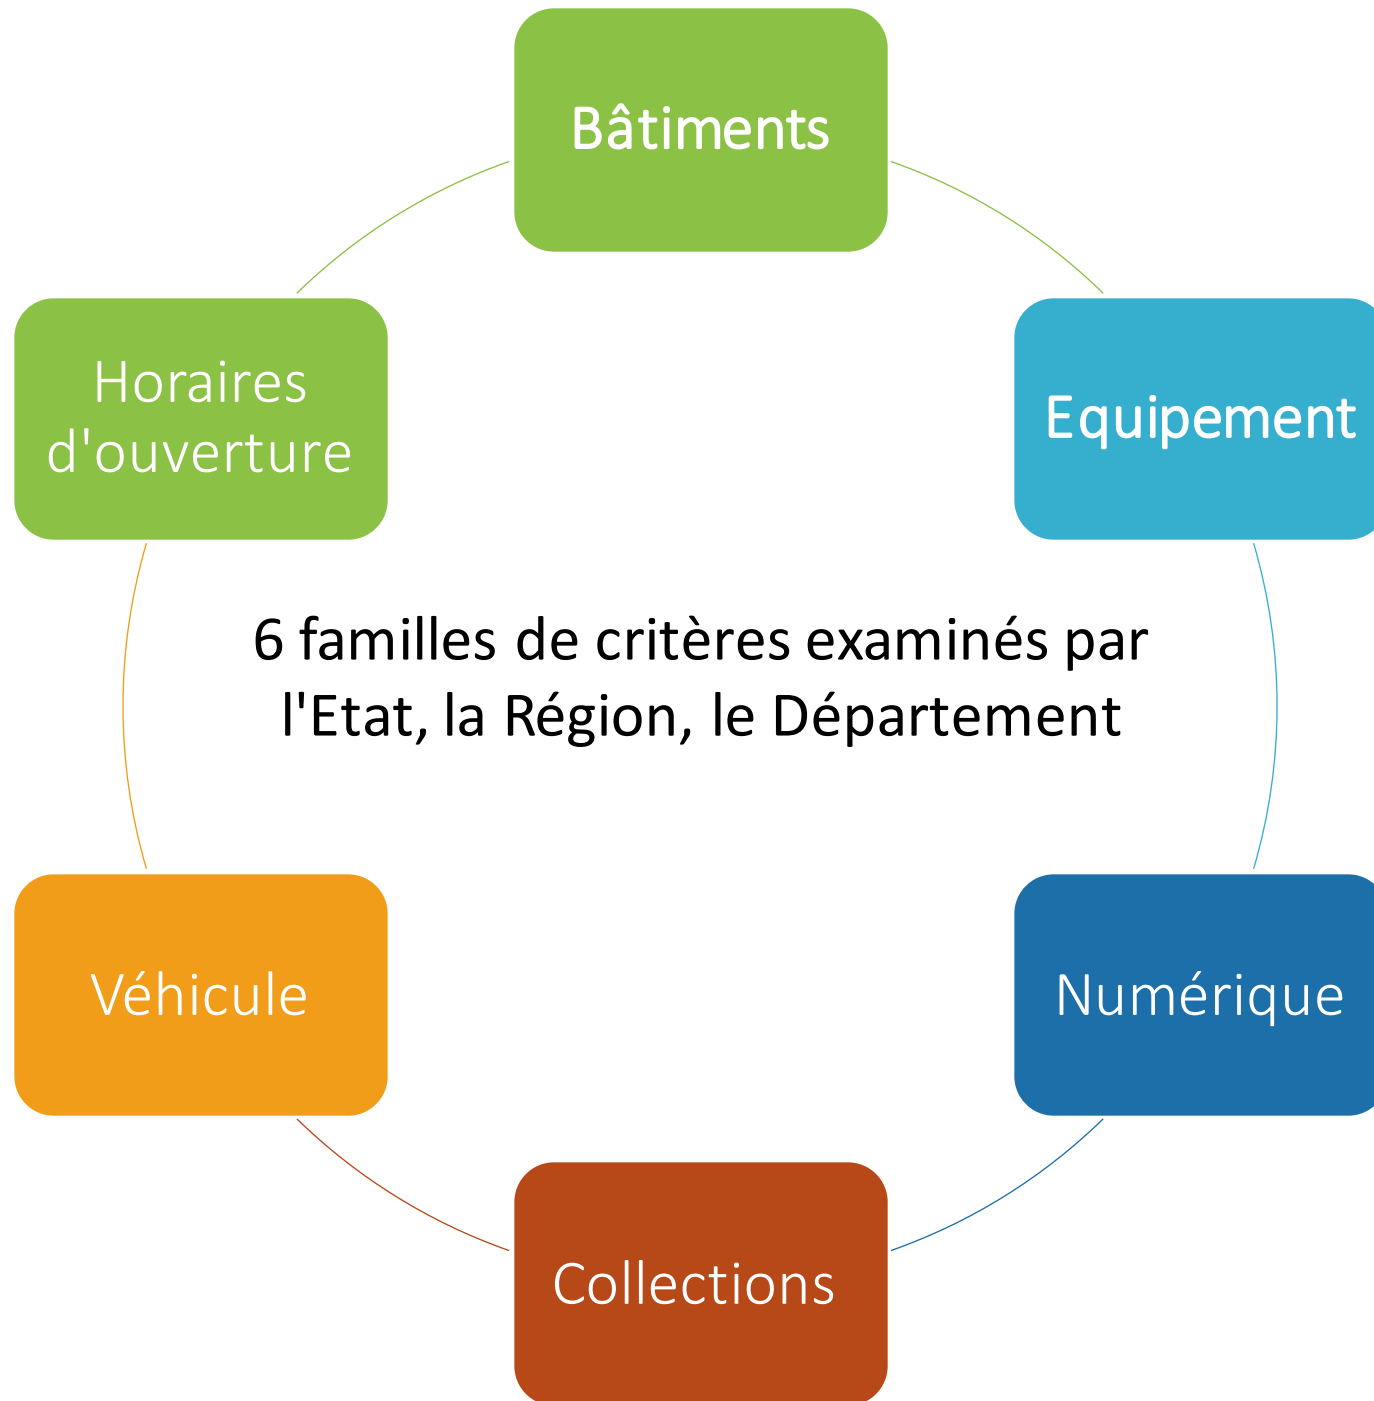 Bâtiments
Equipement
Numérique
Collections
Véhicule
Horaires
d'ouverture
6 familles de critères examinés par
l'Etat, la Région, le Département